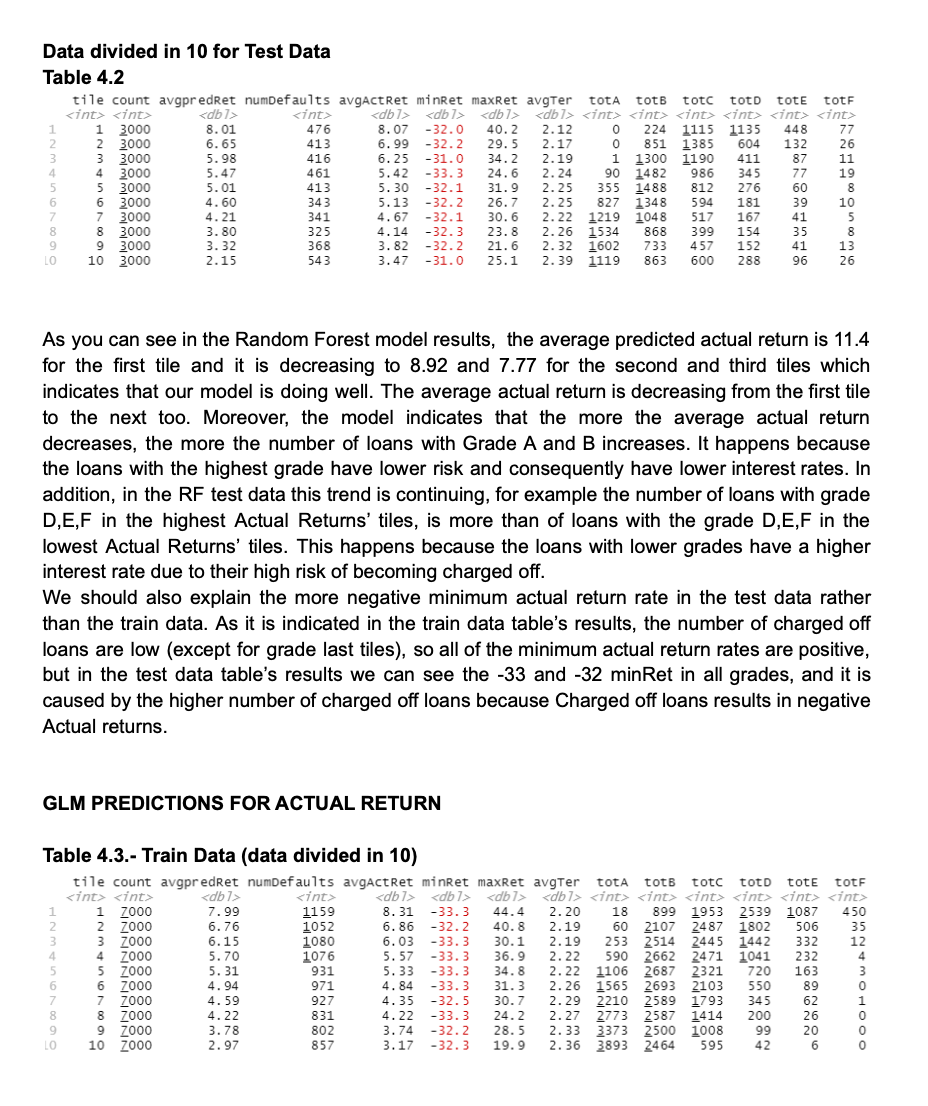 Data divided in 10 for Test Data
Table 4.2
tile count avgpredRet numDefaults avgActRet minRet maxRet avgTer totA totB totC totD totE totF
<int> <int> <dbl> <int> <dbl> <dbl> <dbl> <dbl> <int> <int> <int> <int> <int> <int>
1 1 3000 8.01 476 8.07 -32.0 40.2 2.12 0 224 1115 1135 448 77
2 2 3000 6.65 413 6.99 -32.2 29.5 2.17 0 851 1385 604 132 26
3 3 3000 5.98 416 6.25 -31.0 34.2 2.19 1 1300 1190 411 87 11
4 4 3000 5.47 461 5.42 -33.3 24.6 2.24 90 1482 986 345 77 19
5 5 3000 5.01 413 5.30 -32.1 31.9 2.25 355 1488 812 276 60 8
6 6 3000 4.60 343 5.13 -32.2 26.7 2.25 827 1348 594 181 39 10
7 7 3000 4.21 341 4.67 -32.1 30.6 2.22 1219 1048 517 167 41 5
8 8 3000 3.80 325 4.14 -32.3 23.8 2.26 1534 868 399 154 35 8
9 9 3000 3.32 368 3.82 -32.2 21.6 2.32 1602 733 457 152 41 13
10 10 3000 2.15 543 3.47 -31.0 25.1 2.39 1119 863 600 288 96 26
As you can see in the Random Forest model results, the average predicted actual return is 11.4
for the first tile and it is decreasing to 8.92 and 7.77 for the second and third tiles which
indicates that our model is doing well. The average actual return is decreasing from the first tile
to the next too. Moreover, the model indicates that the more the average actual return
decreases, the more the number of loans with Grade A and B increases. It happens because
the loans with the highest grade have lower risk and consequently have lower interest rates. In
addition, in the RF test data this trend is continuing, for example the number of loans with grade
D,E,F in the highest Actual Returns' tiles, is more than of loans with the grade D,E,F in the
lowest Actual Returns' tiles. This happens because the loans with lower grades have a higher
interest rate due to their high risk of becoming charged off.
We should also explain the more negative minimum actual return rate in the test data rather
than the train data. As it is indicated in the train data table's results, the number of charged off
loans are low (except for grade last tiles), so all of the minimum actual return rates are positive,
but in the test data table's results we can see the -33 and -32 minRet in all grades, and it is
caused by the higher number of charged off loans because Charged off loans results in negative
Actual returns.
GLM PREDICTIONS FOR ACTUAL RETURN
Table 4.3.- Train Data (data divided in 10)
tile count avgpredRet numDefaults avgActRet minRet maxRet avgTer totA totB totC totD totE totF
<int> <int> <dbl> <int> <dbl> <dbl> <dbl> <dbl> <int> <int> <int> <int> <int> <int>
1 1 7000 7.99 1159 8.31 -33.3 44.4 2.20 18 899 1953 2539 1087 450
2 2 7000 6.76 1052 6.86 -32.2 40.8 2.19 60 2107 2487 1802 506 35
3 3 7000 6.15 1080 6.03 -33.3 30.1 2.19 253 2514 2445 1442 332 12
4 4 7000 5.70 1076 5.57 -33.3 36.9 2.22 590 2662 2471 1041 232 4
5 5 7000 5.31 931 5.33 -33.3 34.8 2.22 1106 2687 2321 720 163 3
6 6 7000 4.94 971 4.84 -33.3 31.3 2.26 1565 2693 2103 550 89 0
7 7 7000 4.59 927 4.35 -32.5 30.7 2.29 2210 2589 1793 345 62 1
8 8 7000 4.22 831 4.22 -33.3 24.2 2.27 2773 2587 1414 200 26 0
9 9 7000 3.78 802 3.74 -32.2 28.5 2.33 3373 2500 1008 99 20 0
10 10 7000 2.97 857 3.17 -32.3 19.9 2.36 3893 2464 595 42 6 0